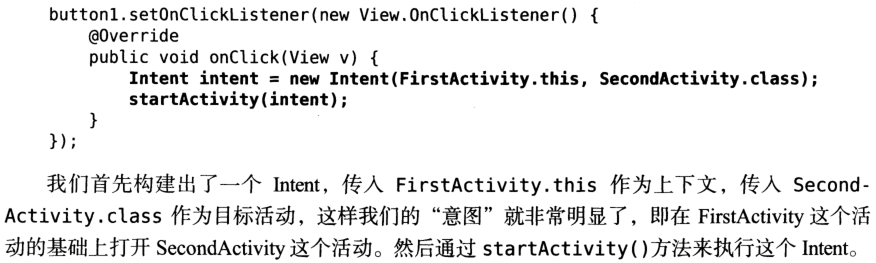 button1.setOnClickListener(new View.OnClickListener() {
    @Override
    public void onClick(View v) {
        Intent intent = new Intent(FirstActivity.this, SecondActivity.class);
        startActivity(intent);
    }
});
我们首先构建出了一个 Intent，传入 FirstActivity.this 作为上下文，传入 Second-
Activity.class 作为目标活动，这样我们的“意图”就非常明显了，即在 FirstActivity 这个活
动的基础上打开 SecondActivity 这个活动。然后通过 startActivity()方法来执行这个 Intent。